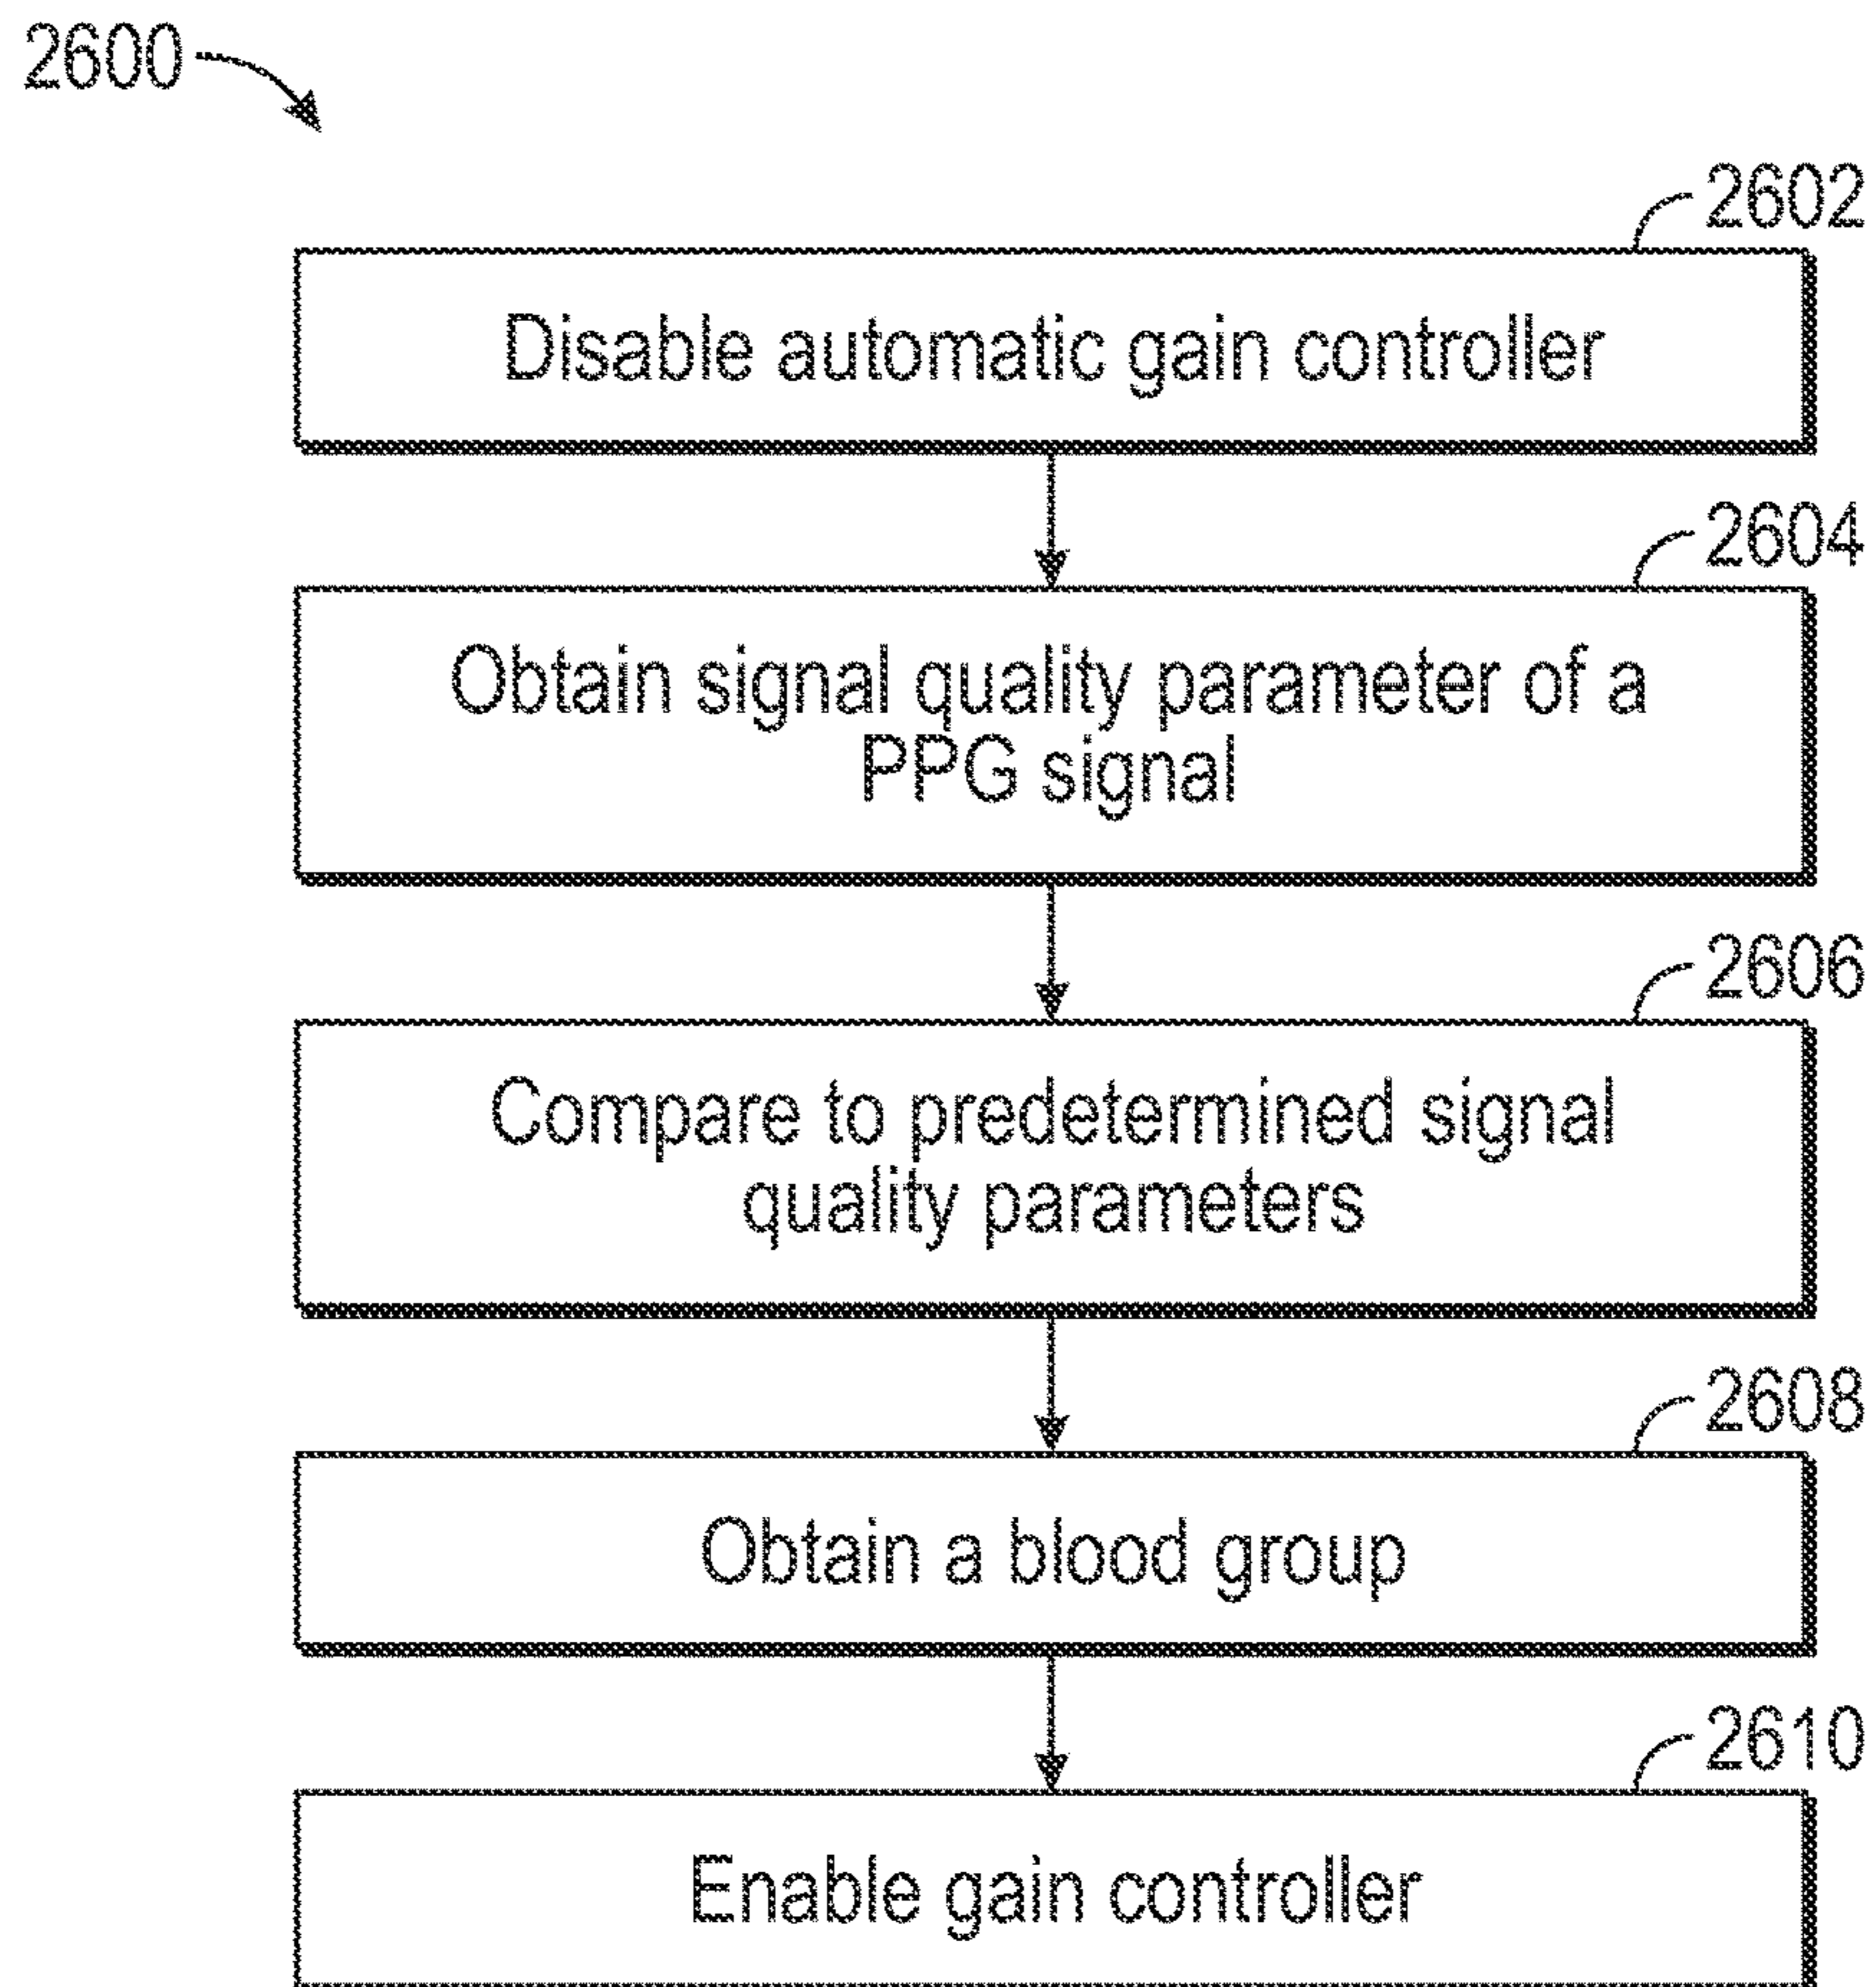 2600
2602
Disable automatic gain controller
2604
Obtain signal quality parameter of a
PPG signal
2606
Compare to predetermined signal
quality parameters
2608
Obtain a blood group
2610
Enable gain controller